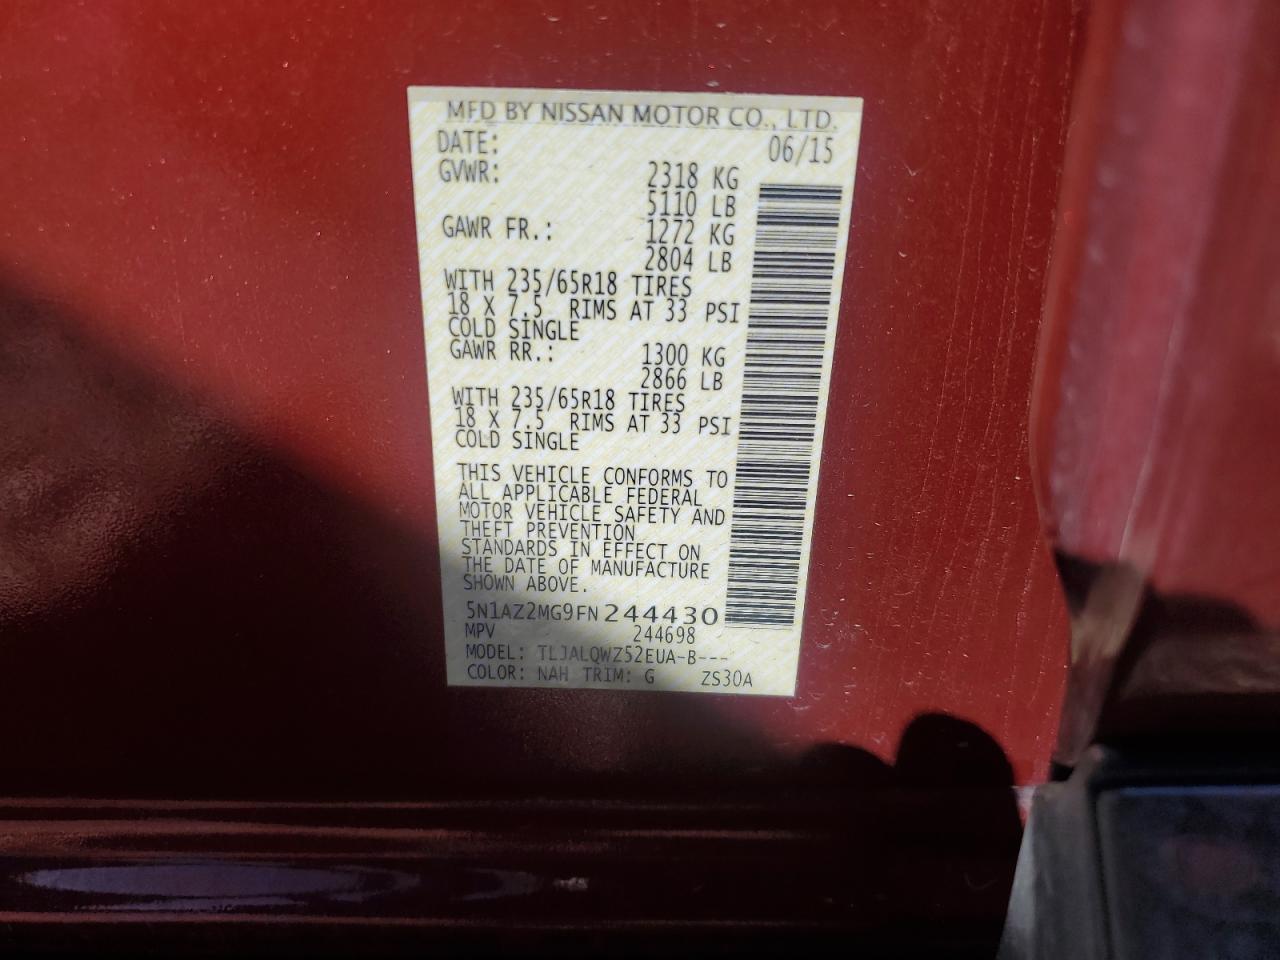 MFD BY NISSAN MOTOR CO., LTD.
DATE: 06/15
GVWR: 2318 KG
5110 LB
GAWR FR.: 1272 KG
2804 LB
WITH 235/65R18 TIRES
18 X 7.5 RIMS AT 33 PSI
COLD SINGLE
GAWR RR.: 1300 KG
2866 LB
WITH 235/65R18 TIRES
18 X 7.5 RIMS AT 33 PSI
COLD SINGLE
THIS VEHICLE CONFORMS TO
ALL APPLICABLE FEDERAL
MOTOR VEHICLE SAFETY AND
THEFT PREVENTION
STANDARDS IN EFFECT ON
THE DATE OF MANUFACTURE
SHOWN ABOVE.
5N1AZ2MG9FN244430
MPV 244698
MODEL: TLJALQWZ52EUA-B---
COLOR: NAH TRIM: G ZS30A